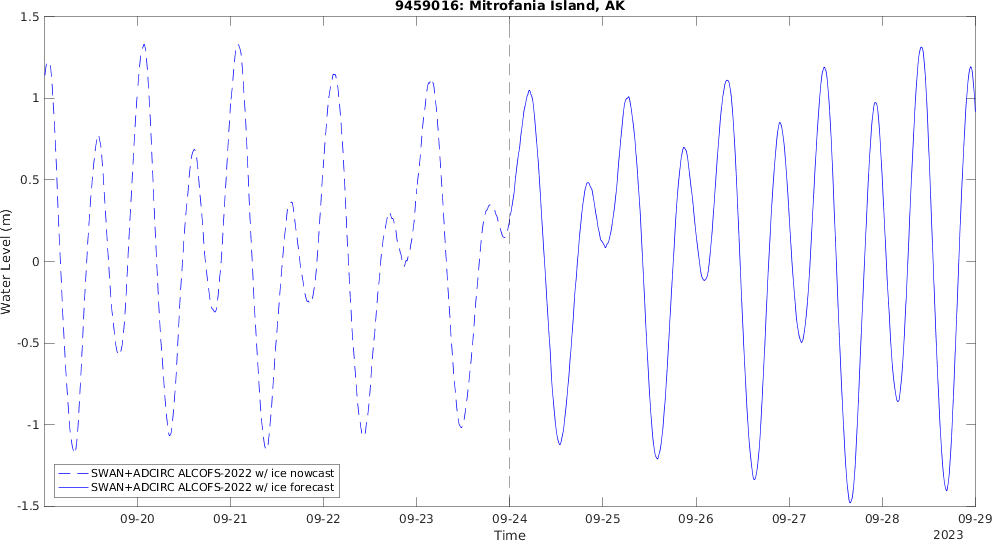 9459016: Mitrofania Island, AK
1.5
1
0.5
0
-0.5
-1
-1.5
Water Level (m)
SWAN+ADCIRC ALCOFS-2022 w/ ice nowcast
SWAN+ADCIRC ALCOFS-2022 w/ ice forecast
09-20 09-21 09-22 09-23 09-24 09-25 09-26 09-27 09-28 09-29
Time
2023